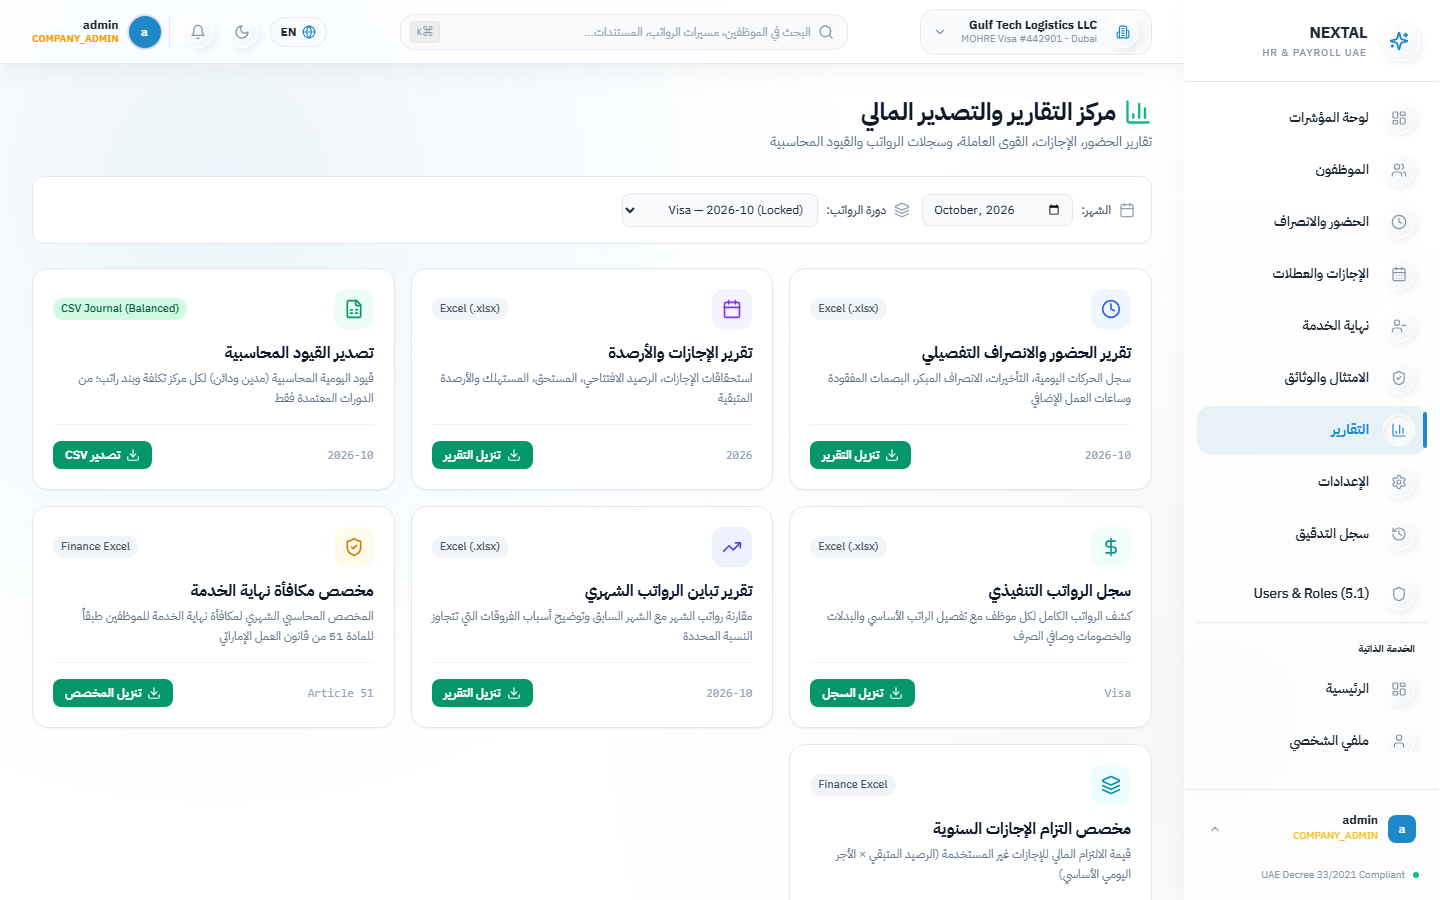 NEXTAL
HR & PAYROLL UAE
لوحة المؤشرات
الموظفون
الحضور والانصراف
الإجازات والعطلات
نهاية الخدمة
الامتثال والوثائق
التقارير
الإعدادات
سجل التدقيق
Users & Roles (5.1)
الخدمة الذاتية
الرئيسية
ملفي الشخصي
admin
COMPANY_ADMIN
a
UAE Decree 33/2021 Compliant
Gulf Tech Logistics LLC
MOHRE Visa #442901 - Dubai
البحث في الموظفين، مسيرات الرواتب، المستندات...
⌘K
EN
a
admin
COMPANY_ADMIN
مركز التقارير والتصدير المالي
تقارير الحضور، الإجازات، القوى العاملة، وسجلات الرواتب والقيود المحاسبية
الشهر:
October, 2026
دورة الرواتب:
Visa — 2026-10 (Locked)
Excel (.xlsx)
تقرير الحضور والانصراف التفصيلي
سجل الحركات اليومية، التأخيرات، الانصراف المبكر، البصمات المفقودة
وساعات العمل الإضافي
2026-10
تنزيل التقرير
Excel (.xlsx)
تقرير الإجازات والأرصدة
استحقاقات الإجازات، الرصيد الافتتاحي، المستحق، المستهلك والأرصدة
المتبقية
2026
تنزيل التقرير
CSV Journal (Balanced)
تصدير القيود المحاسبية
قيود اليومية المحاسبية (مدين ودائن) لكل مركز تكلفة وبند راتب؛ من
الدورات المعتمدة فقط
2026-10
تصدير CSV
Excel (.xlsx)
سجل الرواتب التنفيذي
كشف الرواتب الكامل لكل موظف مع تفصيل الراتب الأساسي والبدلات
والخصومات وصافي الصرف
Visa
تنزيل السجل
Excel (.xlsx)
تقرير تباين الرواتب الشهري
مقارنة رواتب الشهر مع الشهر السابق وتوضيح أسباب الفروقات التي تتجاوز
النسبة المحددة
2026-10
تنزيل التقرير
Finance Excel
مخصص مكافأة نهاية الخدمة
المخصص المحاسبي الشهري لمكافأة نهاية الخدمة للموظفين طبقاً
للمادة 51 من قانون العمل الإماراتي
Article 51
تنزيل المخصص
Finance Excel
مخصص التزام الإجازات السنوية
قيمة الالتزام المالي للإجازات غير المستخدمة (الرصيد المتبقي × الأجر
اليومي الأساسي)